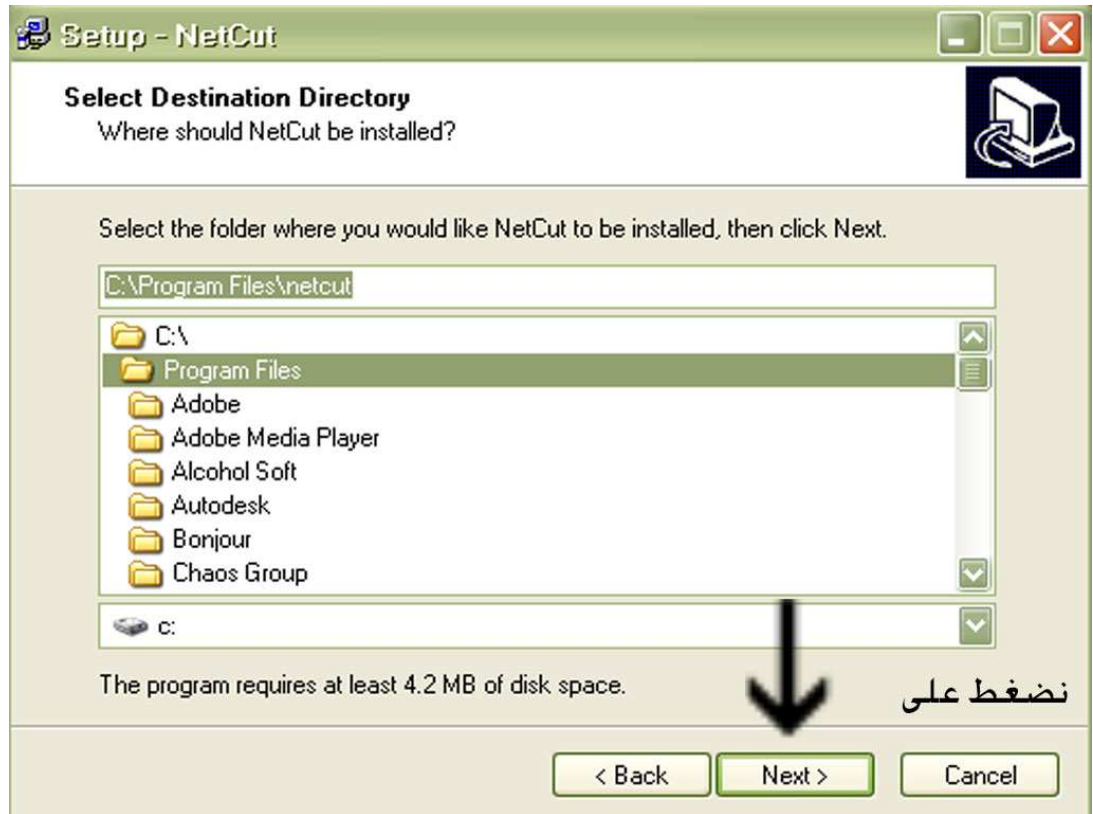 Setup - NetCut
Select Destination Directory
Where should NetCut be installed?
Select the folder where you would like NetCut to be installed, then click Next.
C:\Program Files\netcut
C:\
Program Files
Adobe
Adobe Media Player
Alcohol Soft
Autodesk
Bonjour
Chaos Group
c:
The program requires at least 4.2 MB of disk space.
نضغط على
< Back Next > Cancel